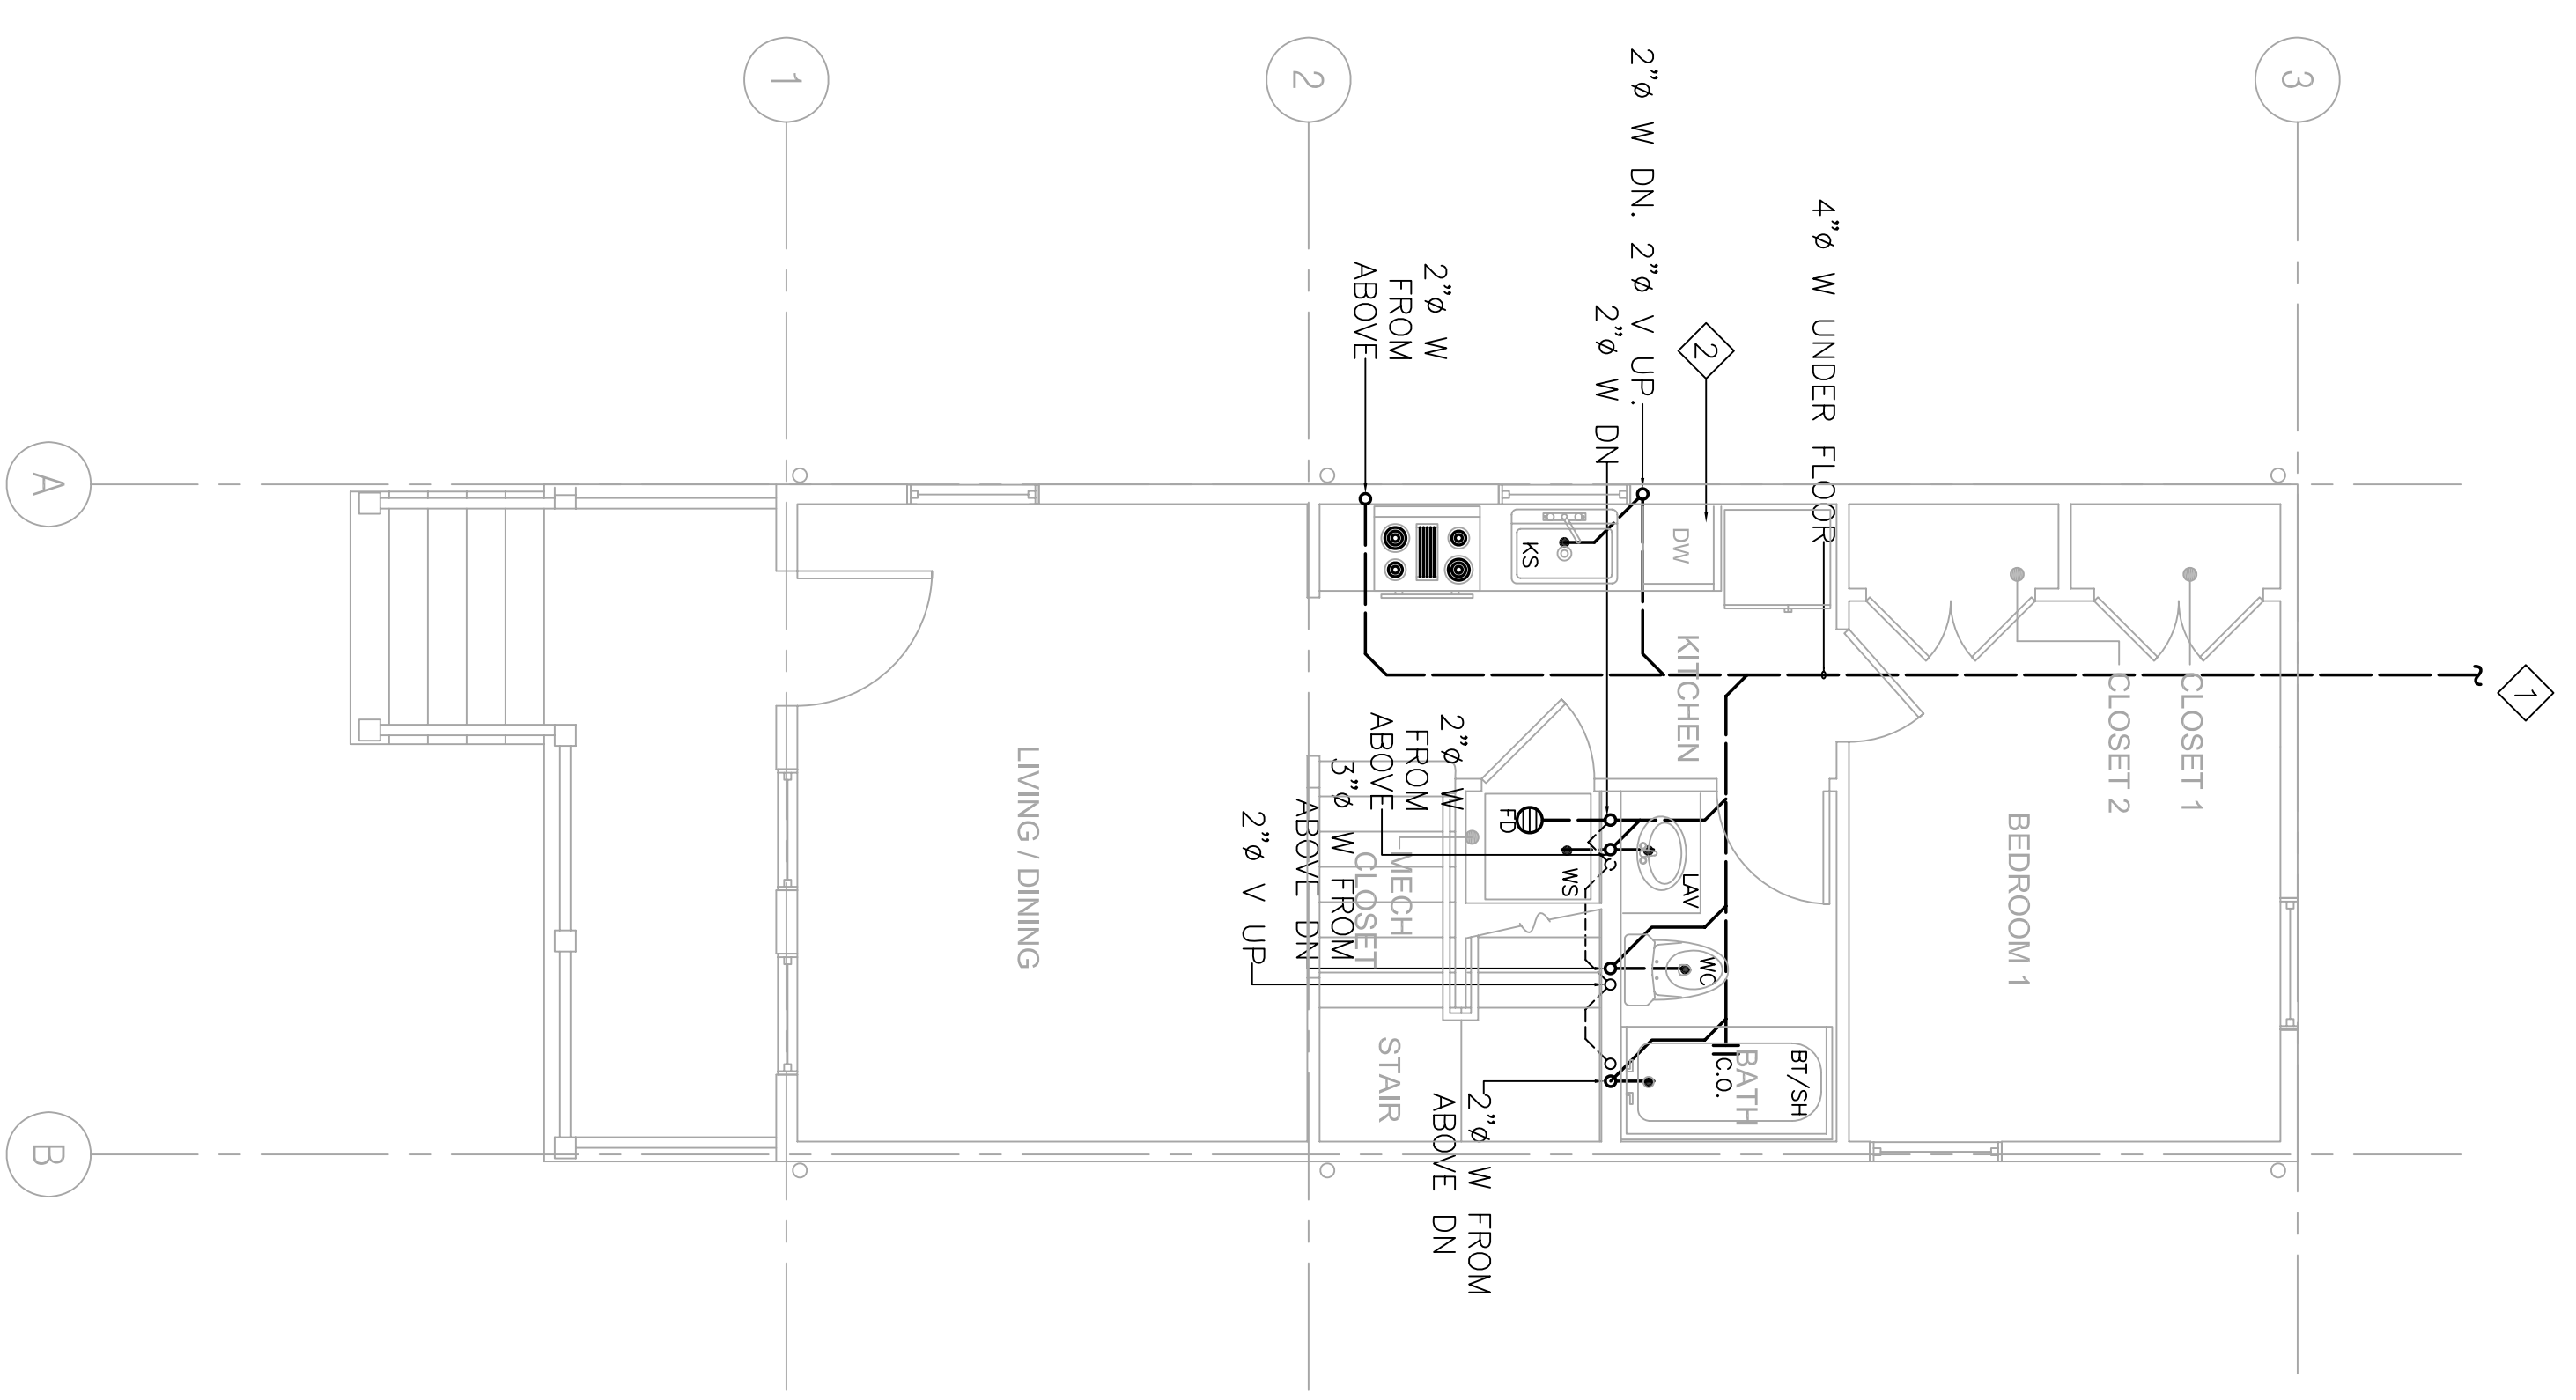 1
2
3
A
B
2"ø W DN. 2"ø V UP.
4"ø W UNDER FLOOR
2"ø W
FROM
ABOVE
2"ø W DN
2
1
DW
KS
KITCHEN
CLOSET 1
CLOSET 2
LIVING / DINING
BEDROOM 1
2"ø W
FROM
ABOVE
3"ø W FROM
ABOVE DN
2"ø V UP
FD
MECH
CLOSET
WS
LAV
WC
STAIR
C.O.
BATH
BT/SH
2"ø W FROM
ABOVE DN